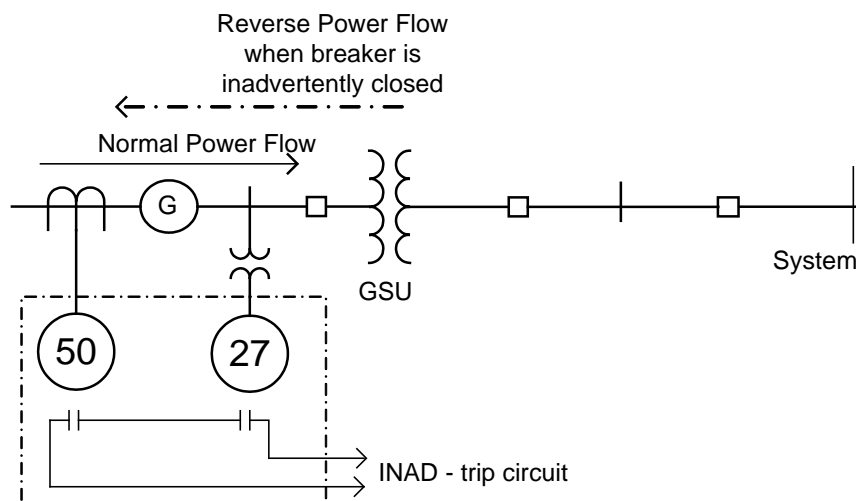 Reverse Power Flow
when breaker is
inadvertently closed
Normal Power Flow
G
System
GSU
50
27
INAD - trip circuit